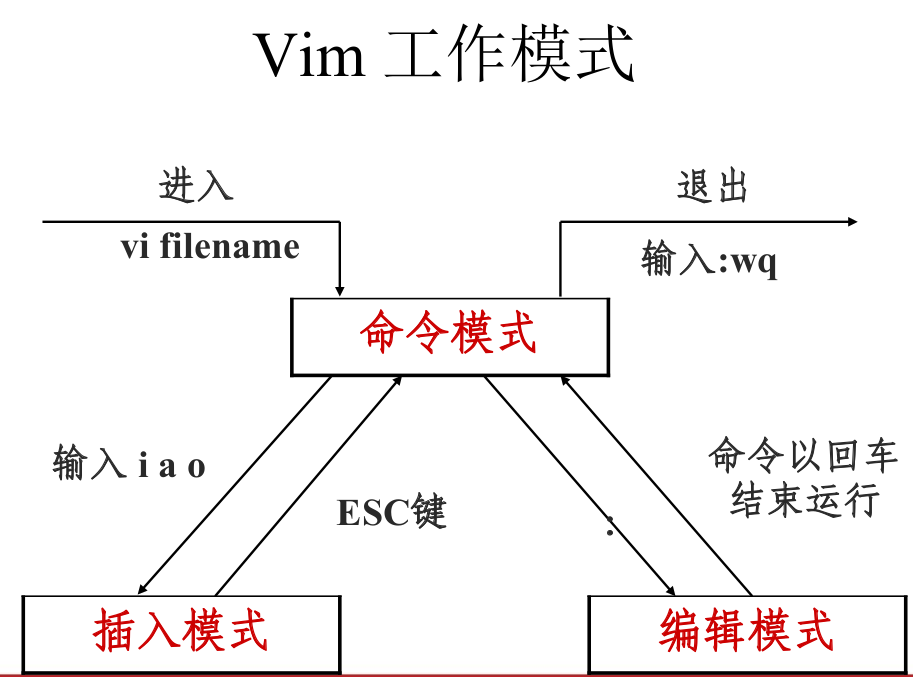 Vim 工作模式
进入
退出
vi filename
输入:wq
命令模式
输入 i a o
ESC键
:
命令以回车
结束运行
插入模式
编辑模式